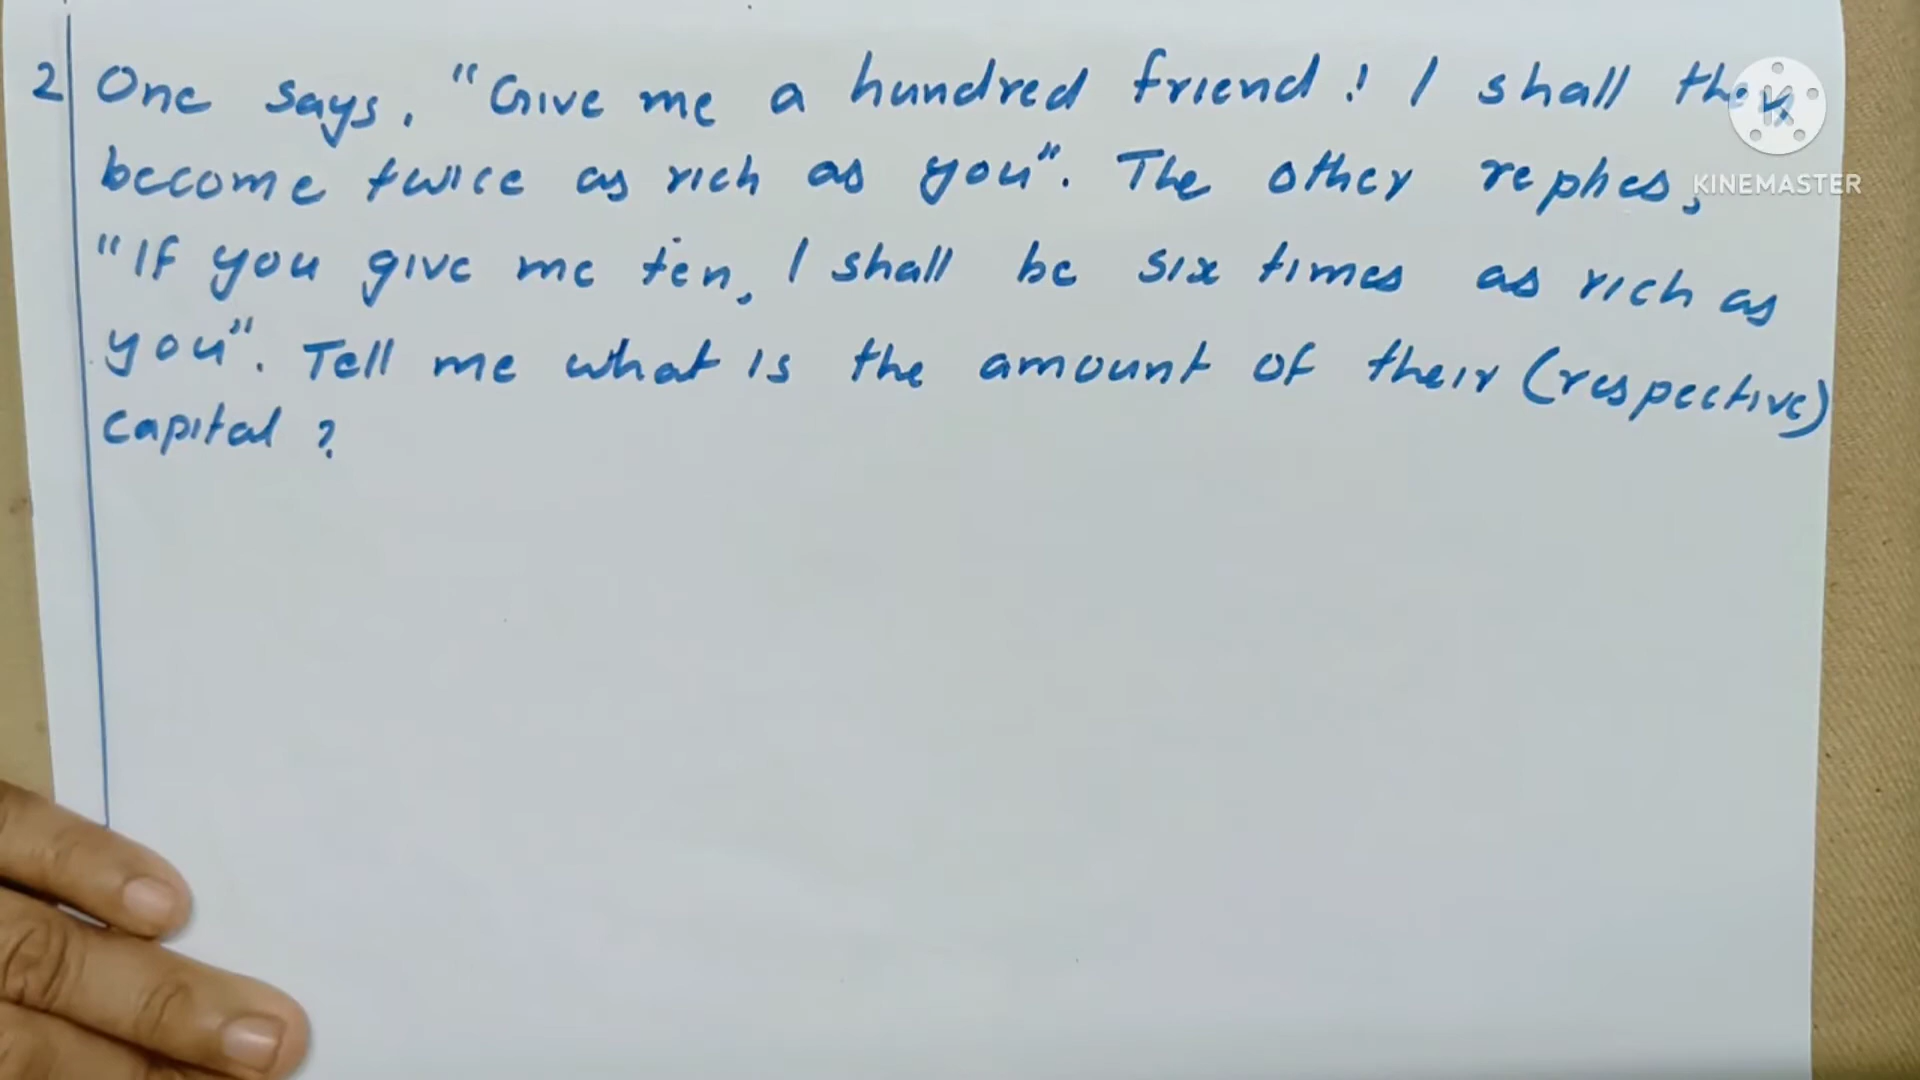 2 One says, "Give me a hundred friend! I shall then
become twice as rich as you". The other replies,
"If you give me ten, I shall be six times as rich as
you". Tell me what is the amount of their (respective)
capital ?
KINEMASTER